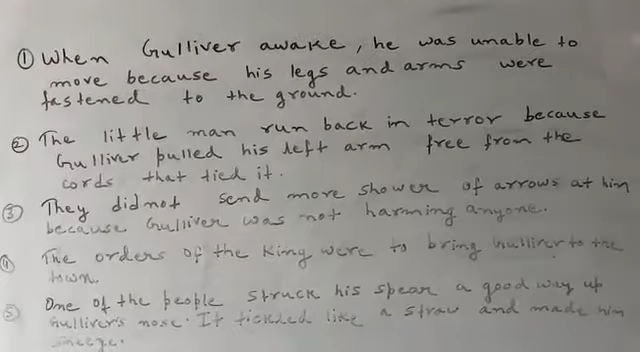 ① When Gulliver awake, he was unable to
move because his legs and arms were
fastened to the ground.
② The little man run back in terror because
Gulliver pulled his left arm free from the
cords that tied it.
③ They did not send more shower of arrows at him
because Gulliver was not harming anyone.
④ The orders of the King were to bring Gulliver to the
town.
⑤ One of the people struck his spear a good way up
Gulliver's nose. It tickled like a straw and made him
sneeze.